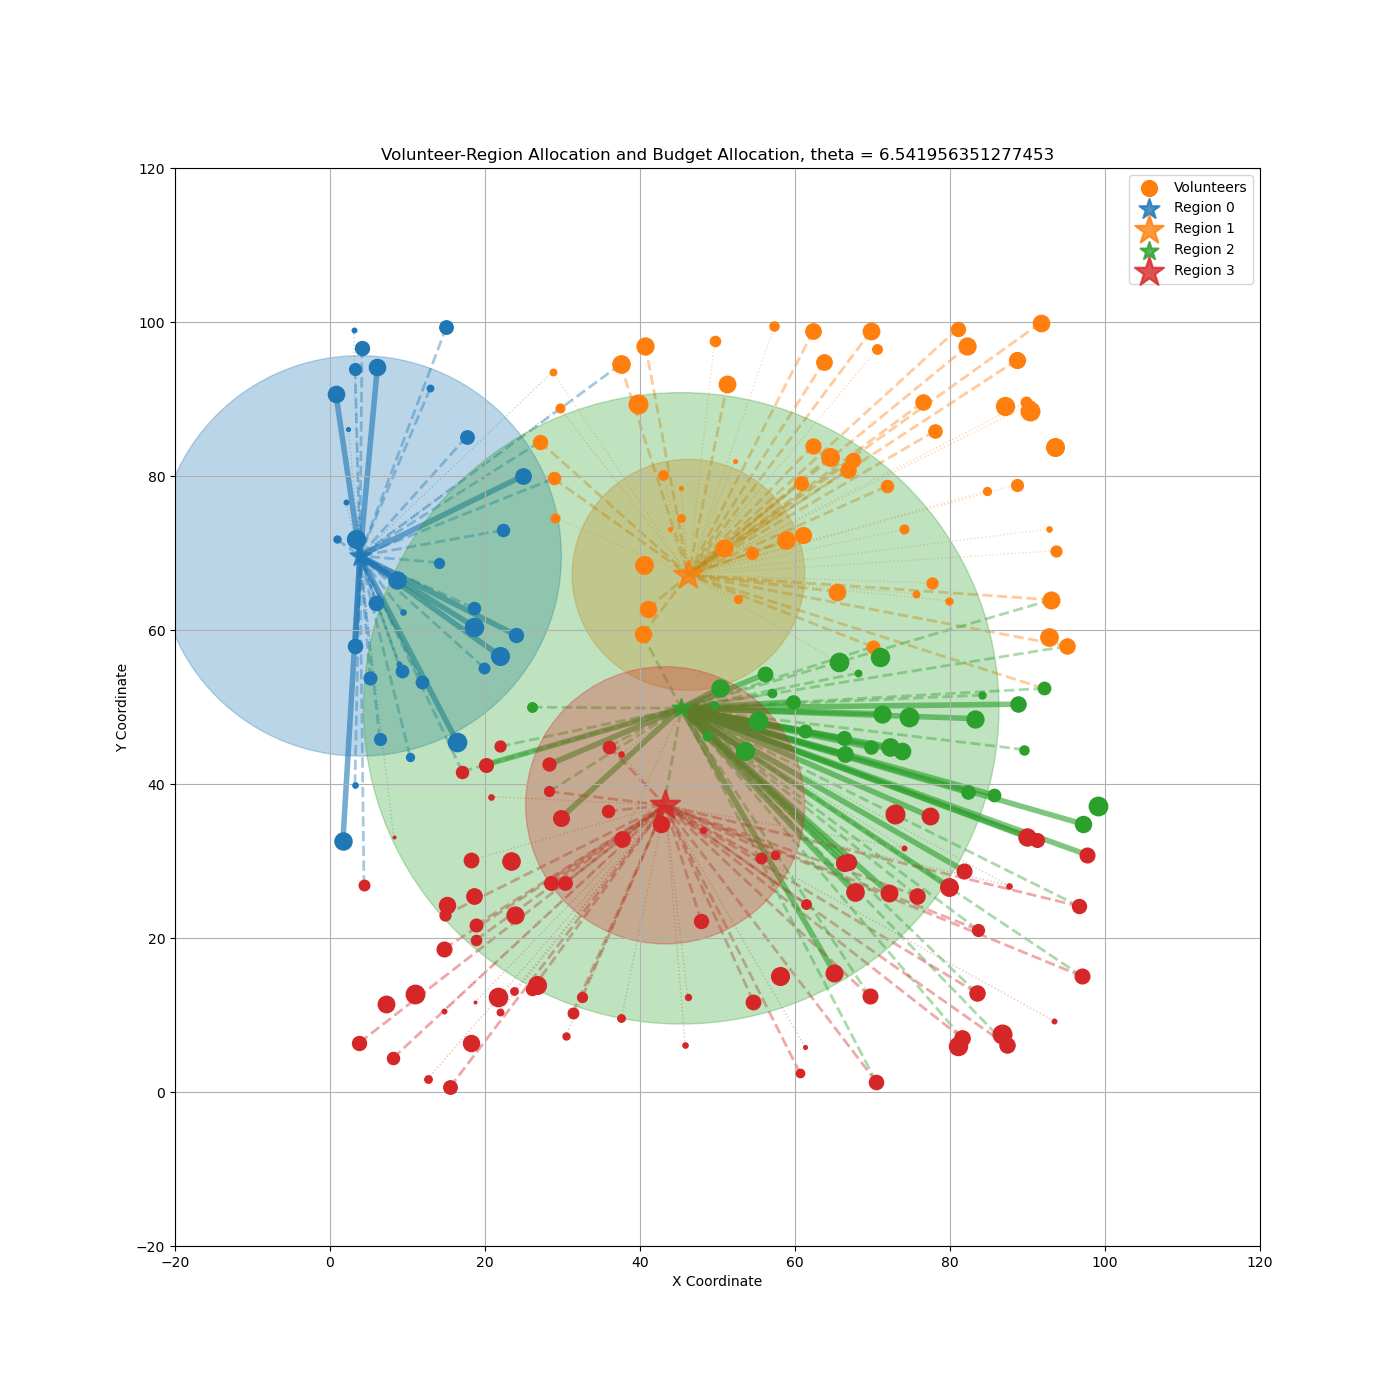 Volunteer-Region Allocation and Budget Allocation, theta = 6.541956351277453
Volunteers
Region 0
Region 1
Region 2
Region 3
120
100
80
60
40
20
0
−20
Y Coordinate
−20 0 20 40 60 80 100 120
X Coordinate